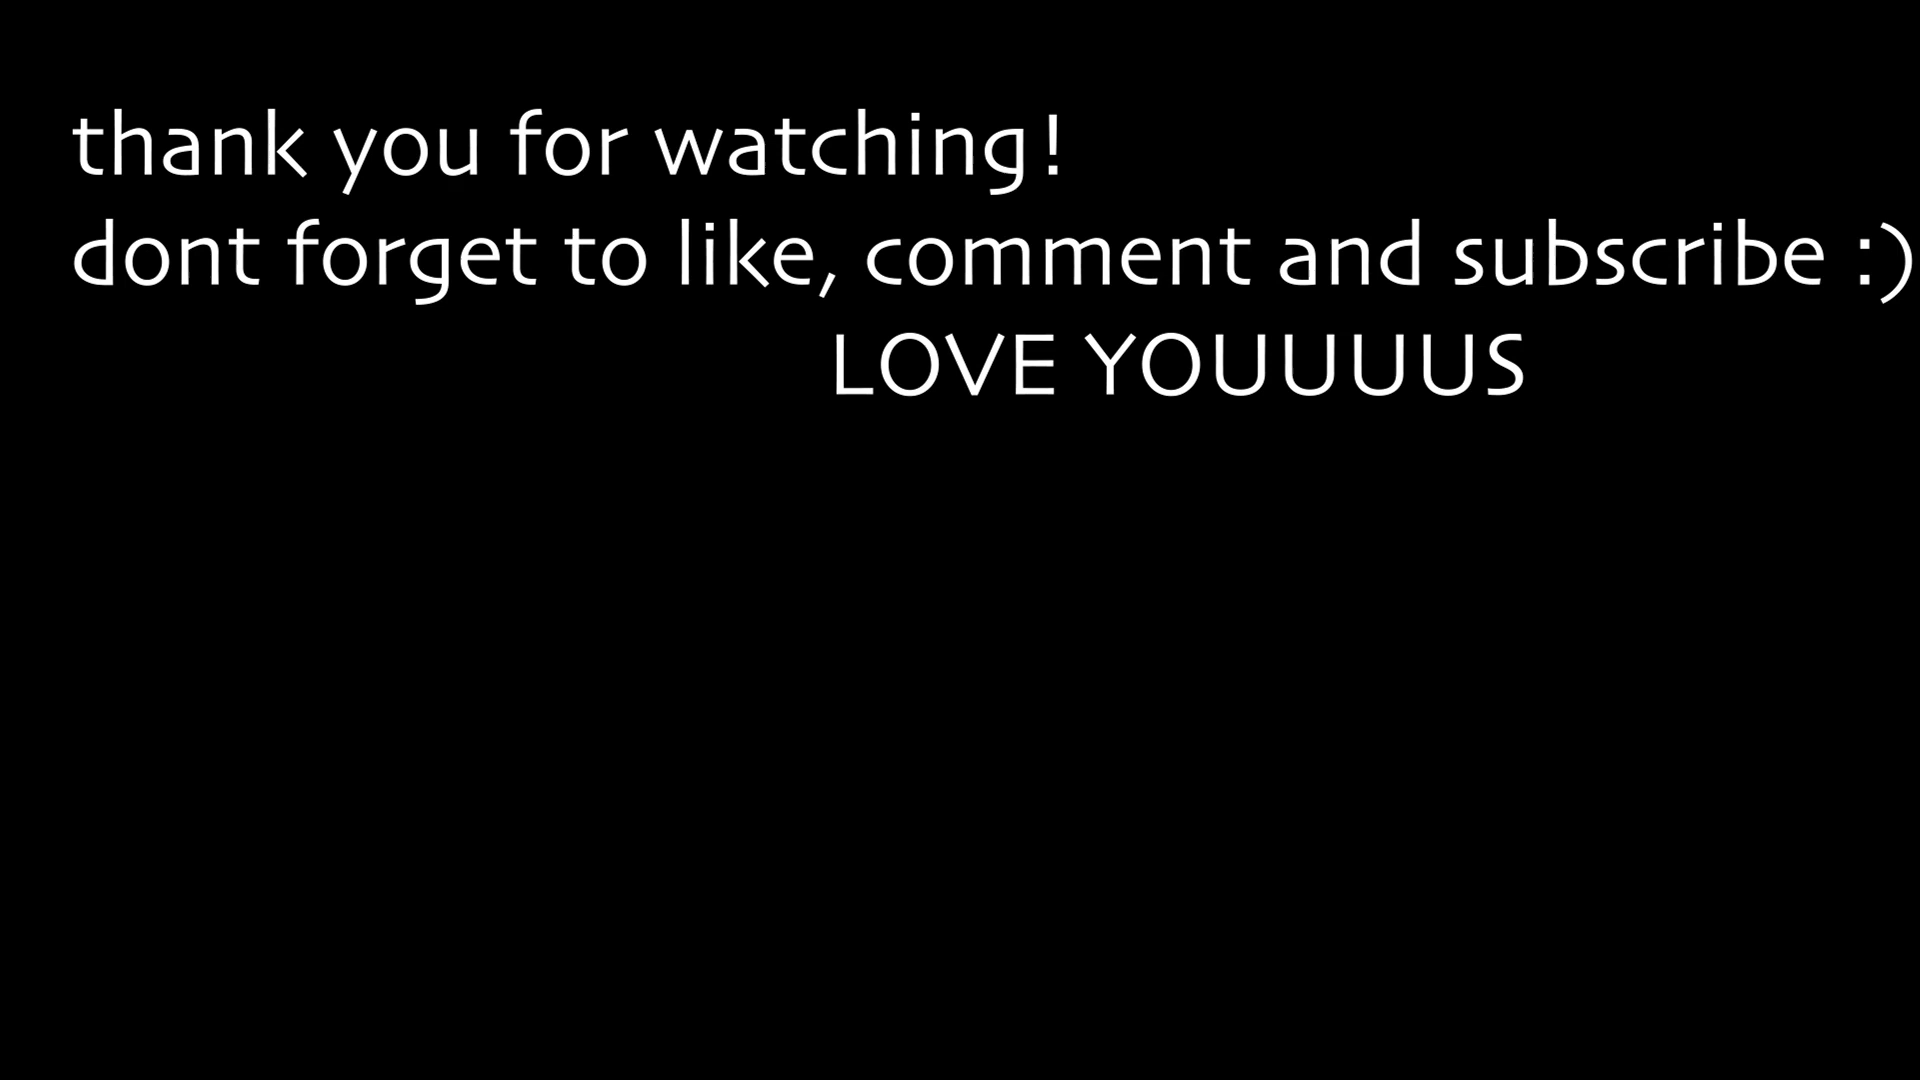 thank you for watching!
dont forget to like, comment and subscribe :)
LOVE YOUUUUS